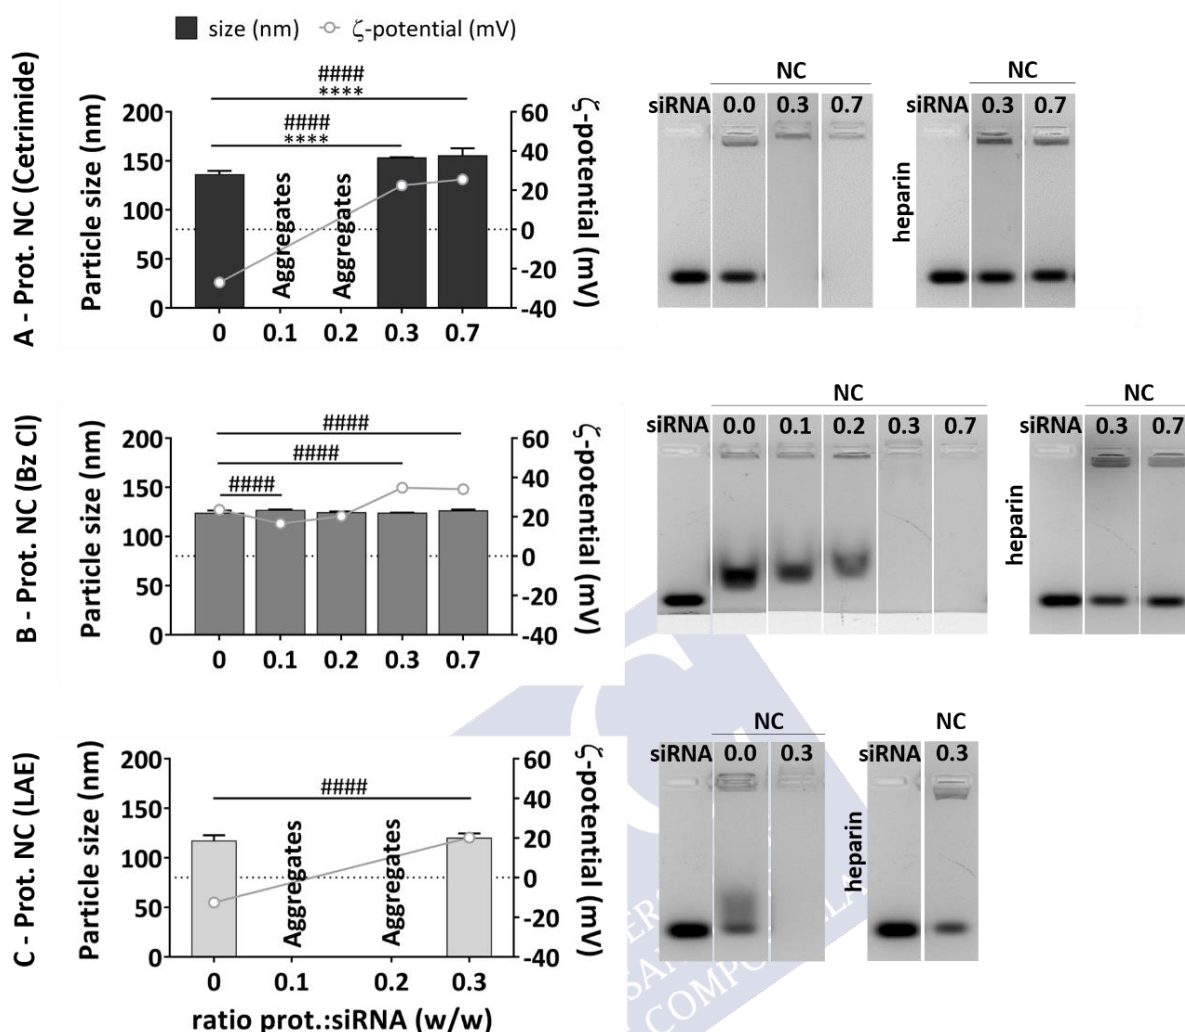 size (nm) ζ-potential (mV)
A - Prot. NC (Cetrimide)
Particle size (nm)
200
150
100
50
0
####
****
####
****
Aggregates
Aggregates
0 0.1 0.2 0.3 0.7
60
40
20
0
-20
-40
ζ-potential (mV)
NC
siRNA 0.0 0.3 0.7
heparin
NC
siRNA 0.3 0.7
B - Prot. NC (Bz Cl)
Particle size (nm)
200
150
100
50
0
####
####
####
0 0.1 0.2 0.3 0.7
60
40
20
0
-20
-40
ζ-potential (mV)
NC
siRNA 0.0 0.1 0.2 0.3 0.7
heparin
NC
siRNA 0.3 0.7
C - Prot. NC (LAE)
Particle size (nm)
200
150
100
50
0
####
Aggregates
Aggregates
0 0.1 0.2 0.3
60
40
20
0
-20
-40
ζ-potential (mV)
ratio prot.:siRNA (w/w)
NC
siRNA 0.0 0.3
heparin
NC
siRNA 0.3